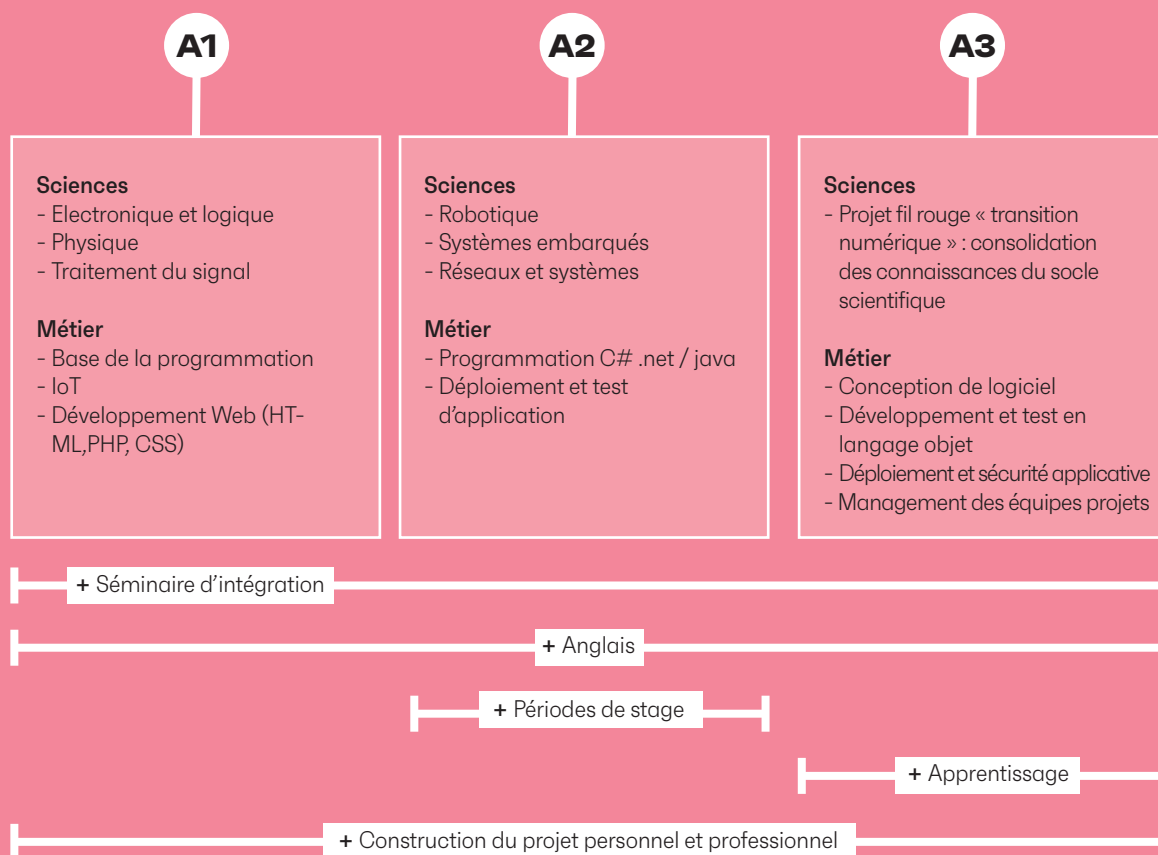 A1
Sciences
- Electronique et logique
- Physique
- Traitement du signal
Métier
- Base de la programmation
- IoT
- Développement Web (HT-
ML,PHP, CSS)
A2
Sciences
- Robotique
- Systèmes embarqués
- Réseaux et systèmes
Métier
- Programmation C# .net / java
- Déploiement et test
d'application
A3
Sciences
- Projet fil rouge « transition
numérique » : consolidation
des connaissances du socle
scientifique
Métier
- Conception de logiciel
- Développement et test en
langage objet
- Déploiement et sécurité applicative
- Management des équipes projets
+ Séminaire d'intégration
+ Anglais
+ Périodes de stage
+ Apprentissage
+ Construction du projet personnel et professionnel